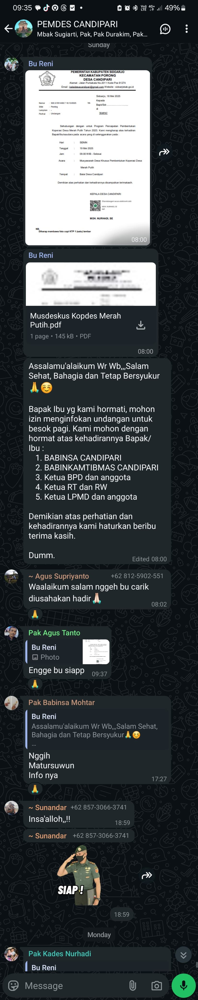 09:35
Vo)) LTE 4G+ 49%
PEMDES CANDIPARI
Mbak Sugiarti, Pak, Pak Durakim, Pak...
Sunday
Bu Reni
PEMERINTAH KABUPATEN SIDOARJO
KECAMATAN PORONG
DESA CANDIPARI
Alamat : Jalan Purbakala No.2011 Kode Pos 61274
Email : balaidesacandipari@gmail.com Website : sidoarjokab.go.id
Sidoarjo, 18 Mei 2025
Kepada
Nomor : 500.3/181/438.7.18.13/2025 Yth Bapak/Sdr
Sifat : Penting di
Lampiran : -
Perihal : Undangan TEMPAT
Sehubungan dengan untuk Program Percepatan Pembentukan
Koperasi Desa Merah Putih Tahun 2025. Kami mengharap atas kehadiran
Bapak/Ibu/saudara pada acara yang di selenggarakan pada :
Hari : SENIN
Tanggal : 19 Mei 2025
Jam : 09.00 WIB - Selesai
Acara : Musyawarah Desa Khusus Pembentukan Koperasi Desa
Merah Putih
Tempat : Balai Desa Candipari
Demikian atas perhatian dan kehadirannya disampaikan terimakasih.
KEPALA DESA CANDIPARI
Ditandatangani secara elektronik oleh
MOH. NURHADI, SE
MOH. NURHADI, SE
NB.
Diharap membawa foto copi KTP 1 (satu) lembar
08:00
Bu Reni
Musdeskus Kopdes Merah
Putih.pdf
1 page • 145 kB • PDF
08:00
Assalamu'alaikum Wr Wb,,,Salam
Sehat, Bahagia dan Tetap Bersyukur
🙏☺️
Bapak Ibu yg kami hormati, mohon
izin menginfokan undangan untuk
besok pagi. Kami mohon dengan
hormat atas kehadirannya Bapak/
Ibu :
1. BABINSA CANDIPARI
2. BABINKAMTIBMAS CANDIPARI
3. Ketua BPD dan anggota
4. Ketua RT dan RW
5. Ketua LPMD dan anggota
Demikian atas perhatian dan
kehadirannya kami haturkan beribu
terima kasih.
Dumm.
Edited 08:00
~ Agus Supriyanto +62 812-5902-551
Waalaikum salam nggeh bu carik
diusahakan hadir🙏🏻
08:02
🙏
Pak Agus Tanto
Bu Reni
Photo
Engge bu siapp 09:37
🙏
Pak Babinsa Mohtar
Bu Reni
Assalamu'alaikum Wr Wb,,,Salam Sehat,
Bahagia dan Tetap Bersyukur🙏☺️
...
Nggih
Matursuwun
Info nya
17:27
🙏
~ Sunandar +62 857-3066-3741
Insa'alloh,,!!
18:59
~ Sunandar +62 857-3066-3741
SIAP !
18:59
Monday
Pak Kades Nurhadi
Bu Reni
Message